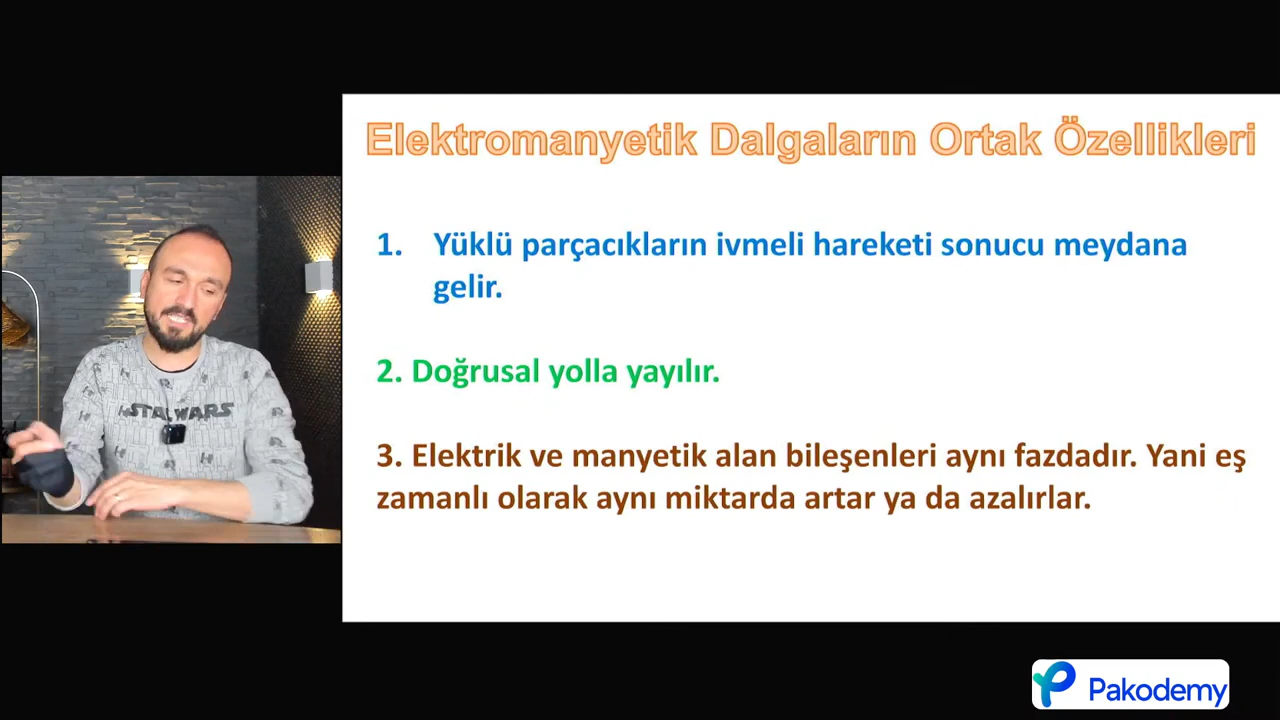 Elektromanyetik Dalgaların Ortak Özellikleri
1. Yüklü parçacıkların ivmeli hareketi sonucu meydana
gelir.
2. Doğrusal yolla yayılır.
3. Elektrik ve manyetik alan bileşenleri aynı fazdadır. Yani eş
zamanlı olarak aynı miktarda artar ya da azalırlar.
STAR WARS
Pakodemy